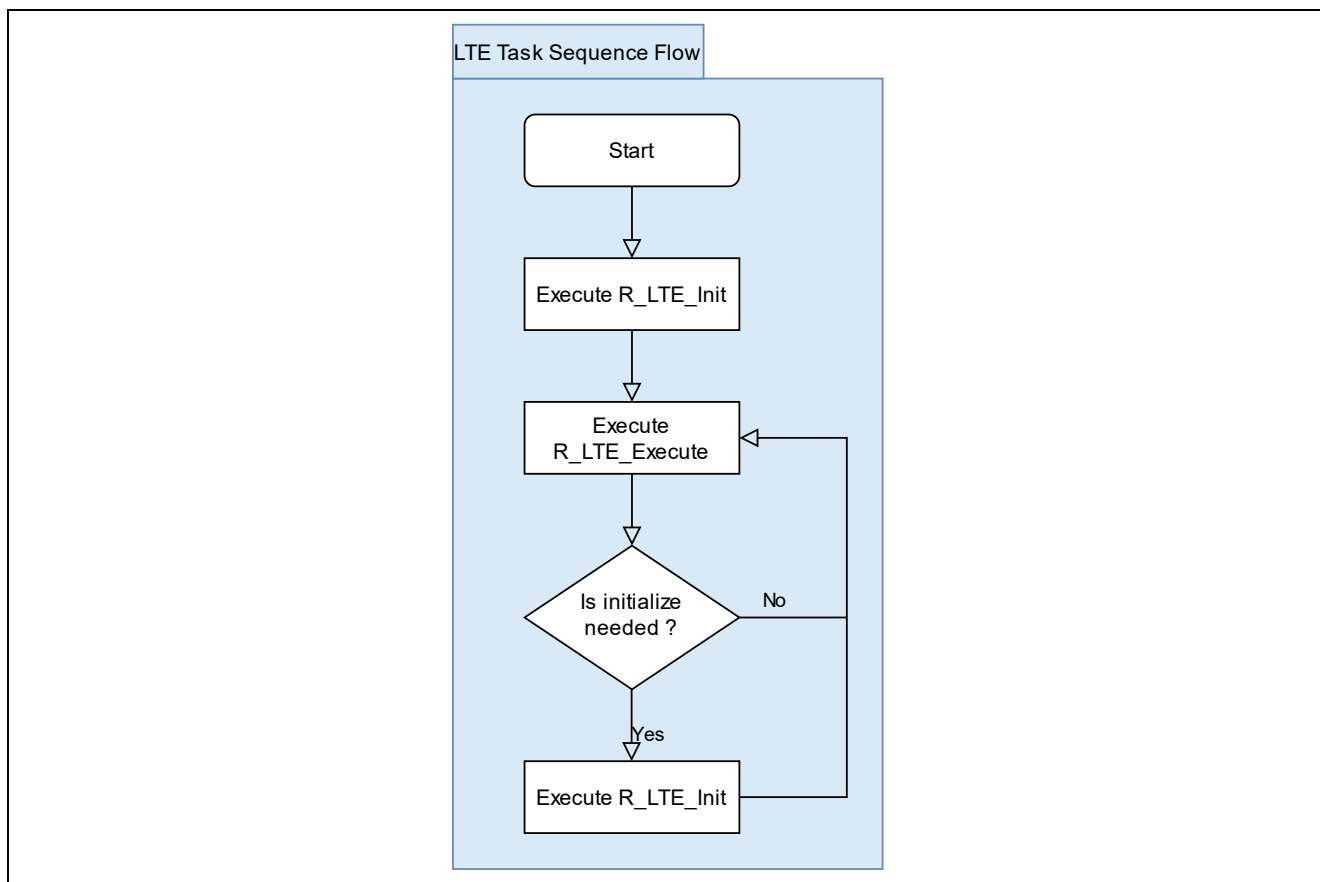 LTE Task Sequence Flow
Start
Execute R_LTE_Init
Execute
R_LTE_Execute
Is initialize
needed ?
No
Yes
Execute R_LTE_Init